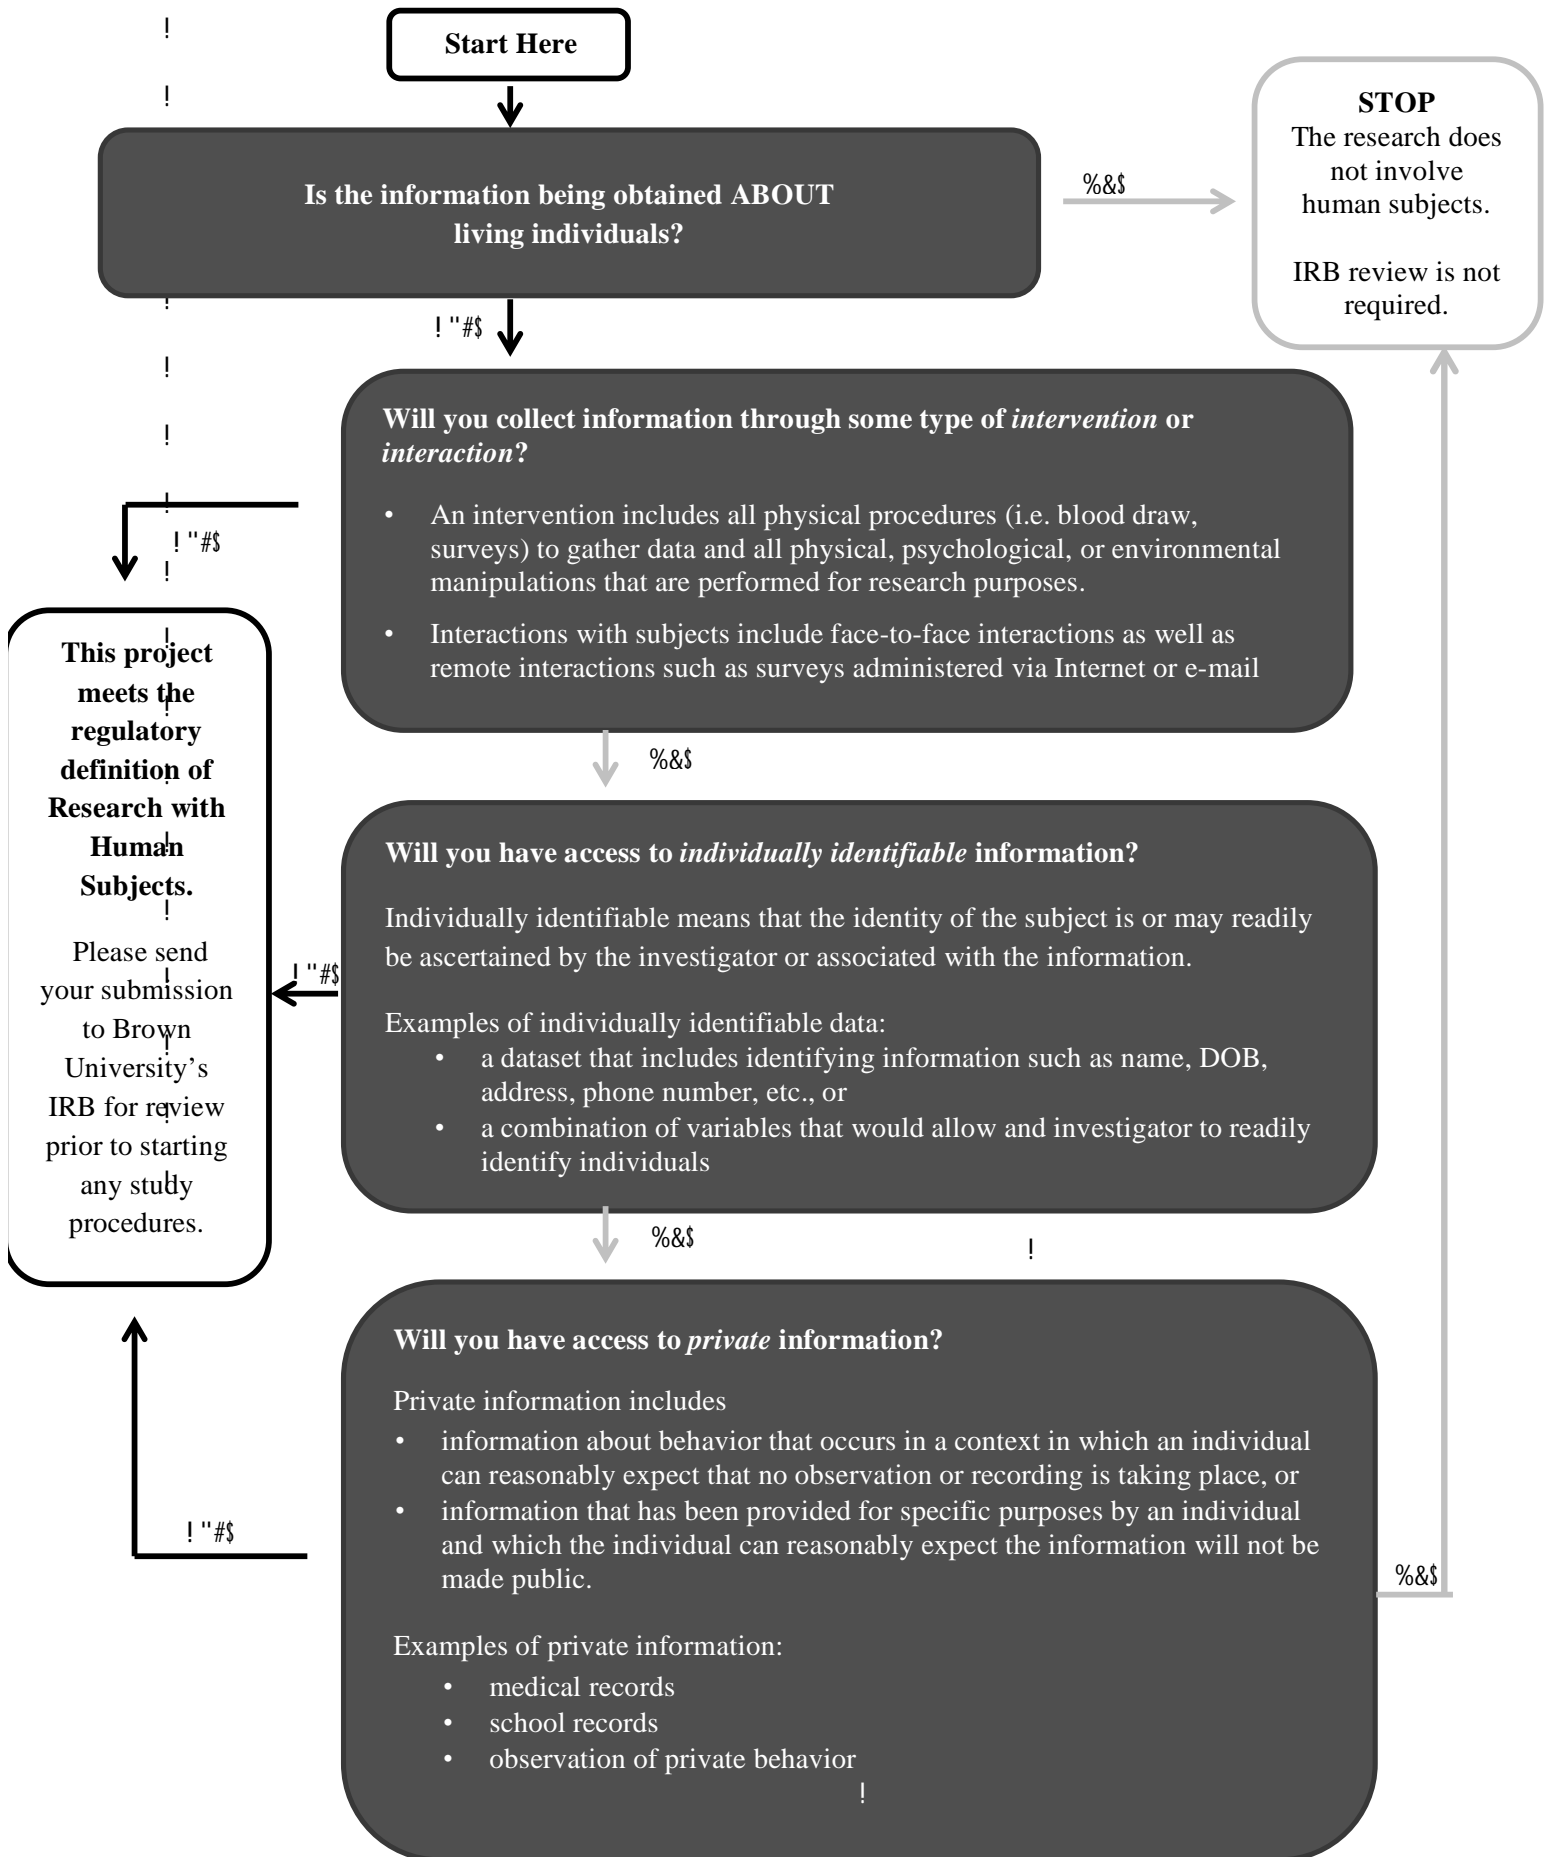 Start Here
STOP
The research does
not involve
human subjects.
IRB review is not
required.
Is the information being obtained ABOUT
living individuals?
%&$
!"#$
Will you collect information through some type of intervention or
interaction?
• An intervention includes all physical procedures (i.e. blood draw,
surveys) to gather data and all physical, psychological, or environmental
manipulations that are performed for research purposes.
• Interactions with subjects include face-to-face interactions as well as
remote interactions such as surveys administered via Internet or e-mail
!"#$
%&$
This project
meets the
regulatory
definition of
Research with
Human
Subjects.
Please send
your submission
to Brown
University’s
IRB for review
prior to starting
any study
procedures.
Will you have access to individually identifiable information?
Individually identifiable means that the identity of the subject is or may readily
be ascertained by the investigator or associated with the information.
Examples of individually identifiable data:
• a dataset that includes identifying information such as name, DOB,
address, phone number, etc., or
• a combination of variables that would allow and investigator to readily
identify individuals
!"#$
%&$
!
Will you have access to private information?
Private information includes
• information about behavior that occurs in a context in which an individual
can reasonably expect that no observation or recording is taking place, or
• information that has been provided for specific purposes by an individual
and which the individual can reasonably expect the information will not be
made public.
Examples of private information:
• medical records
• school records
• observation of private behavior
!
!"#$
%&$